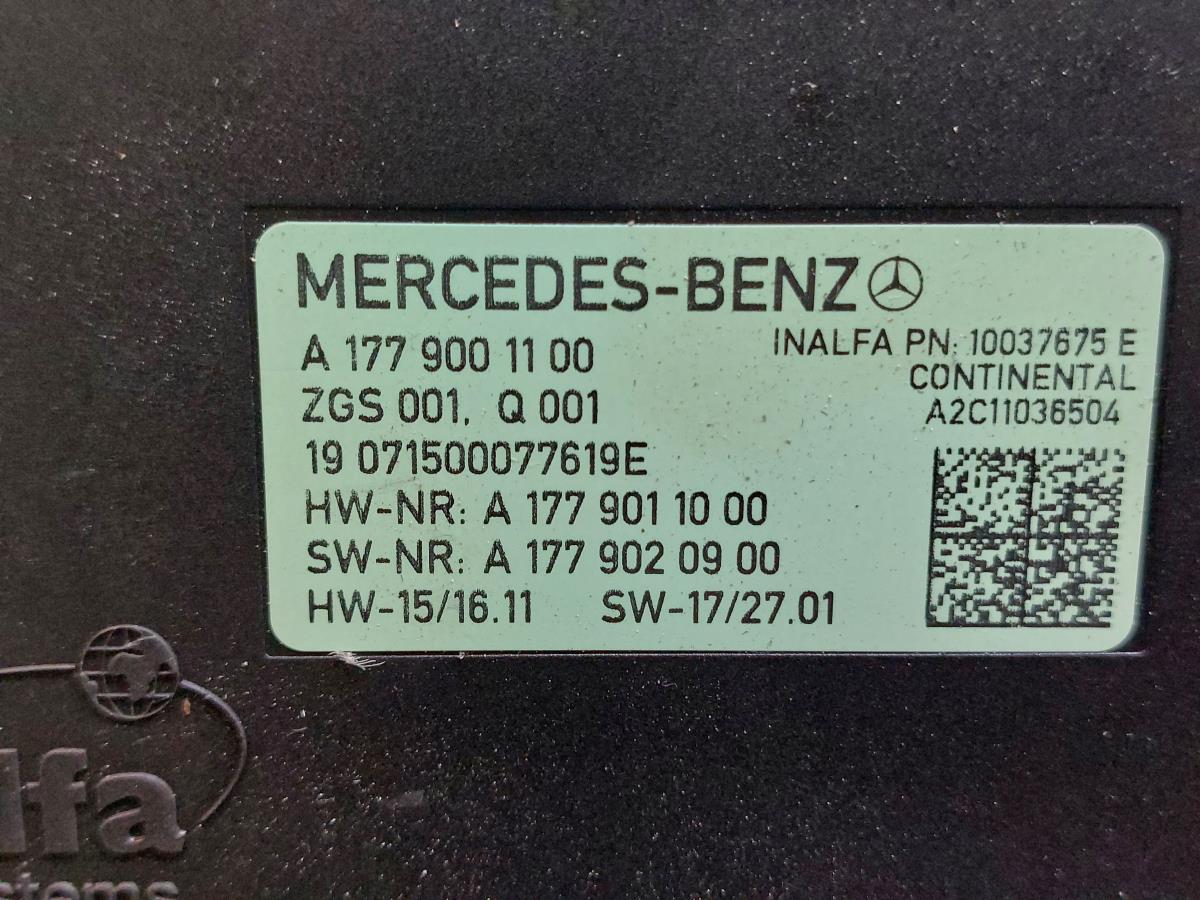 MERCEDES-BENZ
A 177 900 11 00
INALFA PN: 10037675 E
CONTINENTAL
ZGS 001, Q 001
A2C11036504
19 071500077619E
HW-NR: A 177 901 10 00
SW-NR: A 177 902 09 00
HW-15/16.11 SW-17/27.01
lfa
stems